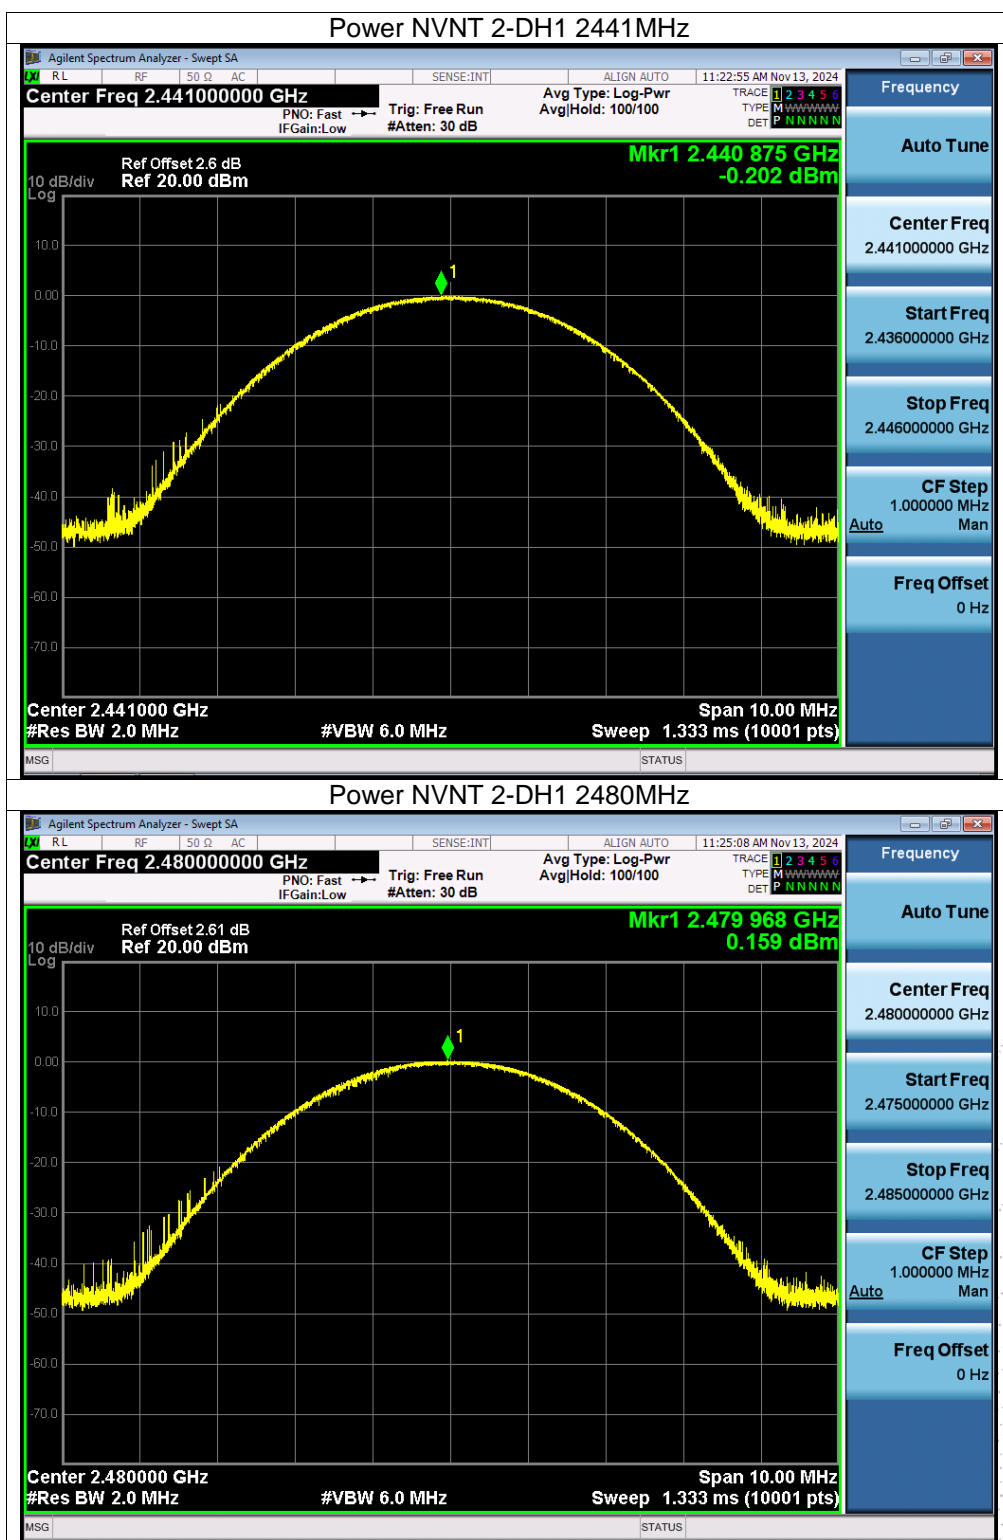 Power NVNT 2-DH1 2441MHz
Agilent Spectrum Analyzer - Swept SA
LXI RL RF 50 Ω AC SENSE:INT ALIGN AUTO 11:22:55 AM Nov 13, 2024
Center Freq 2.441000000 GHz
PNO: Fast
IFGain:Low
Trig: Free Run
#Atten: 30 dB
Avg Type: Log-Pwr
Avg|Hold: 100/100
TRACE 1 2 3 4 5 6
TYPE M WWWWW
DET P N N N N N
Frequency
Auto Tune
Center Freq
2.441000000 GHz
Start Freq
2.436000000 GHz
Stop Freq
2.446000000 GHz
CF Step
1.000000 MHz
Auto Man
Freq Offset
0 Hz
Mkr1 2.440 875 GHz
-0.202 dBm
Ref Offset 2.6 dB
10 dB/div Ref 20.00 dBm
Log
10.0
1
0.00
-10.0
-20.0
-30.0
-40.0
-50.0
-60.0
-70.0
Center 2.441000 GHz Span 10.00 MHz
#Res BW 2.0 MHz #VBW 6.0 MHz Sweep 1.333 ms (10001 pts)
MSG STATUS
Power NVNT 2-DH1 2480MHz
Agilent Spectrum Analyzer - Swept SA
LXI RL RF 50 Ω AC SENSE:INT ALIGN AUTO 11:25:08 AM Nov 13, 2024
Center Freq 2.480000000 GHz
PNO: Fast
IFGain:Low
Trig: Free Run
#Atten: 30 dB
Avg Type: Log-Pwr
Avg|Hold: 100/100
TRACE 1 2 3 4 5 6
TYPE M WWWWW
DET P N N N N N
Frequency
Auto Tune
Center Freq
2.480000000 GHz
Start Freq
2.475000000 GHz
Stop Freq
2.485000000 GHz
CF Step
1.000000 MHz
Auto Man
Freq Offset
0 Hz
Mkr1 2.479 968 GHz
0.159 dBm
Ref Offset 2.61 dB
10 dB/div Ref 20.00 dBm
Log
10.0
1
0.00
-10.0
-20.0
-30.0
-40.0
-50.0
-60.0
-70.0
Center 2.480000 GHz Span 10.00 MHz
#Res BW 2.0 MHz #VBW 6.0 MHz Sweep 1.333 ms (10001 pts)
MSG STATUS